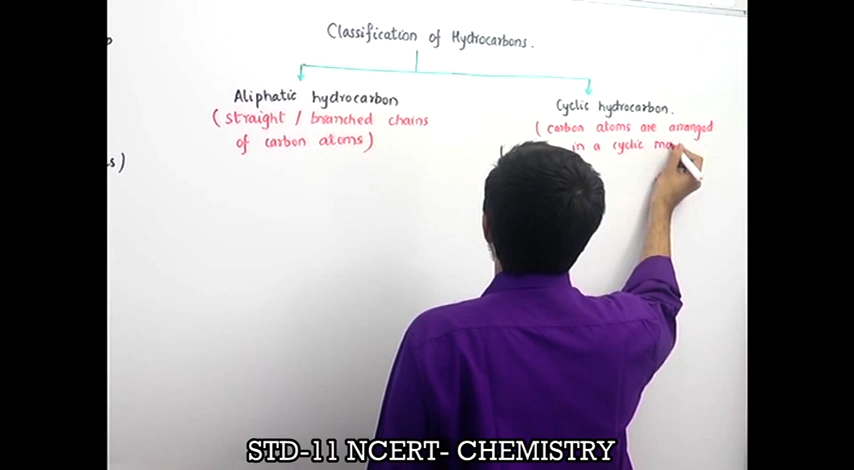 Classification of Hydrocarbons.
Aliphatic hydrocarbon
(straight / branched chains
of carbon atoms)
Cyclic hydrocarbon.
(carbon atoms are arranged
in a cyclic
s)
STD-11 NCERT- CHEMISTRY